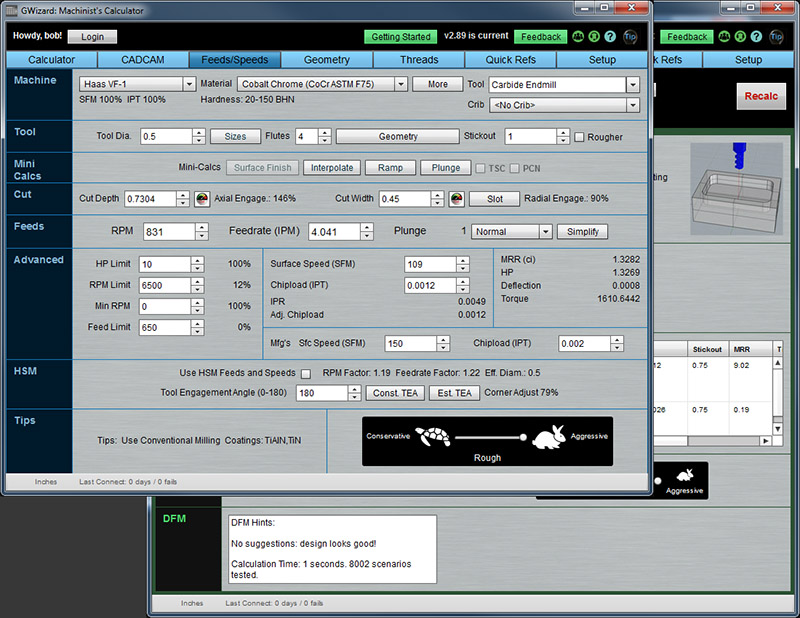 GWizard: Machinist's Calculator
Howdy, bob! Login Getting Started v2.89 is current Feedback Tip
Calculator CADCAM Feeds/Speeds Geometry Threads Quick Refs Setup
Machine Haas VF-1 Material Cobalt Chrome (CoCr ASTM F75) More Tool Carbide Endmill
SFM 100% IPT 100% Hardness: 20-150 BHN Crib <No Crib>
Tool Tool Dia. 0.5 Sizes Flutes 4 Geometry Stickout 1 Rougher
Mini Calcs Mini-Calcs Surface Finish Interpolate Ramp Plunge TSC PCN
Cut Cut Depth 0.7304 Axial Engage.: 146% Cut Width 0.45 Slot Radial Engage.: 90%
Feeds RPM 831 Feedrate (IPM) 4.041 Plunge 1 Normal Simplify
Advanced
HP Limit 10 100%
RPM Limit 6500 12%
Min RPM 0 100%
Feed Limit 650 0%
Surface Speed (SFM) 109
Chipload (IPT) 0.0012
IPR 0.0049
Adj. Chipload 0.0012
MRR (ci) 1.3282
HP 1.3269
Deflection 0.0008
Torque 1610.6442
Mfg's Sfc Speed (SFM) 150 Chipload (IPT) 0.002
HSM Use HSM Feeds and Speeds RPM Factor: 1.19 Feedrate Factor: 1.22 Eff. Diam.: 0.5
Tool Engagement Angle (0-180) 180 Const. TEA Est. TEA Corner Adjust 79%
Tips
Tips: Use Conventional Milling Coatings: TiAlN,TiN
Conservative Aggressive
Rough
Inches Last Connect: 0 days / 0 fails
Feedback Tip
k Refs Setup
Recalc
ting
Stickout MRR T
12 0.75 9.02
026 0.75 0.19
Aggressive
DFM
DFM Hints:
No suggestions: design looks good!
Calculation Time: 1 seconds. 8002 scenarios
tested.
Inches Last Connect: 0 days / 0 fails